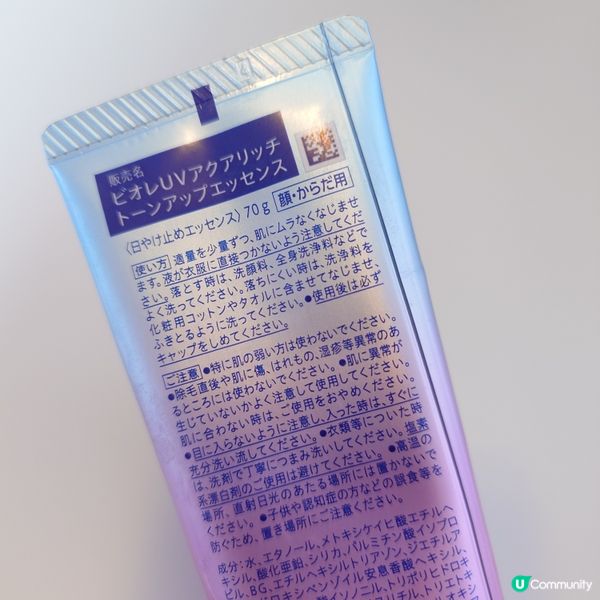 販売名
ビオレUVアクアリッチ
トーンアップエッセンス
〈日やけ止めエッセンス〉70g 顔・からだ用
使い方 適量を少量ずつ、肌にムラなくなじませ
ます。液が衣服に直接つかないよう注意してくだ
さい。落とす時は、洗顔料、全身洗浄料などで
よく洗ってください。落ちにくい時は、洗浄料を
化粧用コットンやタオルに含ませてなじませ、
ふきとるように洗ってください。●使用後は必ず
キャップをしめてください。
ご注意 ●特に肌の弱い方は使わないでください。
●除毛直後や肌に傷、はれもの、湿疹等異常のあ
るところには使わないでください。●肌に異常が
生じていないかよく注意して使用してください。
肌に合わない時は、ご使用をおやめください。
●目に入らないように注意し、入った時は、すぐに
充分洗い流してください。●衣類等についた時
は、洗剤で丁寧につまみ洗いしてください。塩素
系漂白剤のご使用は避けてください。●高温の
場所、直射日光のあたる場所には置かないで
ください。●子供や認知症の方などの誤食等を
防ぐため、置き場所にご注意ください。
成分:水、エタノール、メトキシケイヒ酸エチルヘ
キシル、酸化亜鉛、シリカ、パルミチン酸イソプロ
ピル、BG、エチルヘキシルトリアゾン、ジエチルア
ミノヒドロキシベンゾイル安息香酸ヘキシル、
U Community